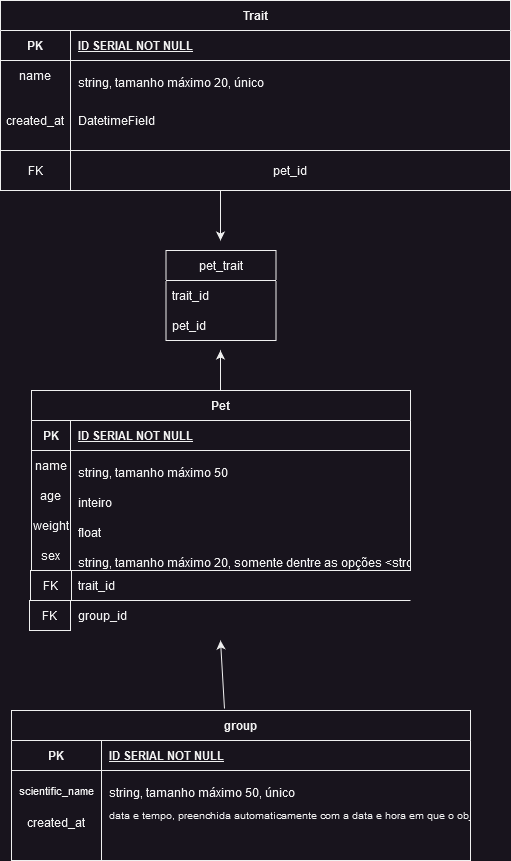 Trait
PK ID SERIAL NOT NULL
name string, tamanho máximo 20, único
created_at DatetimeField
FK pet_id
pet_trait
trait_id
pet_id
Pet
PK ID SERIAL NOT NULL
name string, tamanho máximo 50
age inteiro
weight float
sex string, tamanho máximo 20, somente dentre as opções <stro
FK trait_id
FK group_id
group
PK ID SERIAL NOT NULL
scientific_name string, tamanho máximo 50, único
created_at data e tempo, preenchida automaticamente com a data e hora em que o obj